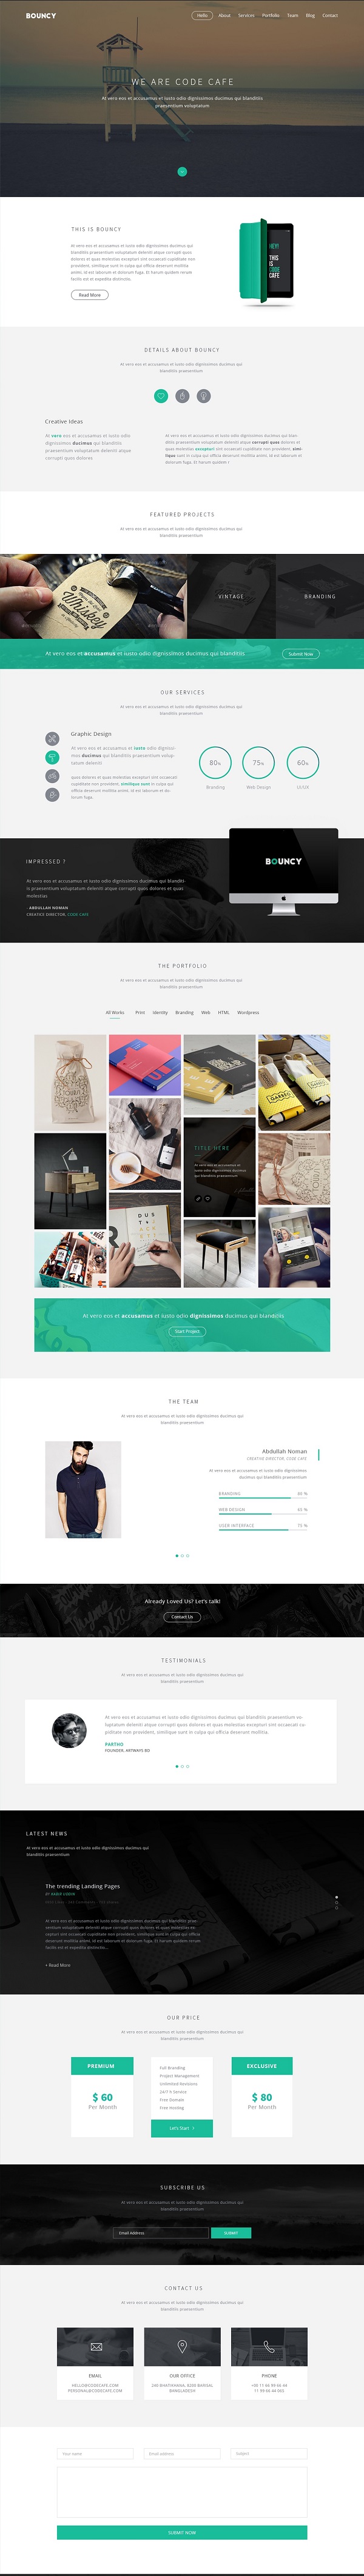 BOUNCY
Hello About Services Portfolio Team Blog Contact
WE ARE CODE CAFE
At vero eos et accusamus et iusto odio dignissimos ducimus qui blanditiis
praesentium voluptatum
THIS IS BOUNCY
At vero eos et accusamus et iusto odio dignissimos ducimus qui
blanditiis praesentium voluptatum deleniti atque corrupti quos
dolores et quas molestias excepturi sint occaecati cupiditate non
provident, similique sunt in culpa qui officia deserunt mollitia
animi, id est laborum et dolorum fuga. Et harum quidem rerum
facilis est et expedita distinctio.
Read More
HEY!
THIS
IS
CODE
CAFE
DETAILS ABOUT BOUNCY
At vero eos et accusamus et iusto odio dignissimos ducimus qui
blanditiis praesentium
Creative Ideas
At vero eos et accusamus et iusto odio
dignissimos ducimus qui blanditiis
praesentium voluptatum deleniti atque
corrupti quos dolores
At vero eos et accusamus et iusto odio dignissimos ducimus qui blan-
ditiis praesentium voluptatum deleniti atque corrupti quos dolores et
quas molestias excepturi sint occaecati cupiditate non provident, simi-
lique sunt in culpa qui officia deserunt mollitia animi, id est laborum et
dolorum fuga. Et harum quidem r
FEATURED PROJECTS
At vero eos et accusamus et iusto odio dignissimos ducimus qui
blanditiis praesentium
Whiskey
VINTAGE
BRANDING
At vero eos et accusamus et iusto odio dignissimos ducimus qui blanditiis
Submit Now
OUR SERVICES
At vero eos et accusamus et iusto odio dignissimos ducimus qui
blanditiis praesentium
Graphic Design
At vero eos et accusamus et iusto odio dignissi-
mos ducimus qui blanditiis praesentium volup-
tatum deleniti
quos dolores et quas molestias excepturi sint occaecati
cupiditate non provident, similique sunt in culpa qui
officia deserunt mollitia animi, id est laborum et do-
lorum fuga.
80% 75% 60%
Branding Web Design UI/UX
IMPRESSED ?
At vero eos et accusamus et iusto odio dignissimos ducimus qui blanditi-
is praesentium voluptatum deleniti atque corrupti quos dolores et quas
molestias
- ABDULLAH NOMAN
CREATICE DIRECTOR, CODE CAFE
BOUNCY
THE PORTFOLIO
At vero eos et accusamus et iusto odio dignissimos ducimus qui
blanditiis praesentium
All Works Print Identity Branding Web HTML Wordpress
TITLE HERE
At vero eos et accusamus et
iusto odio dignissimos ducimus
qui blanditiis praesentium
At vero eos et accusamus et iusto odio dignissimos ducimus qui blanditiis
Start Project
THE TEAM
At vero eos et accusamus et iusto odio dignissimos ducimus qui
blanditiis praesentium
Abdullah Noman
CREATICE DIRECTOR, CODE CAFE
At vero eos et accusamus et iusto odio dignissimos
ducimus qui blanditiis praesentium
BRANDING
WEB DESIGN
USER INTERFACE 75 %
Already Loved Us? Let's talk!
Contact Us
TESTIMONIALS
At vero eos et accusamus et iusto odio dignissimos ducimus qui
blanditiis praesentium
At vero eos et accusamus et iusto odio dignissimos ducimus qui blanditiis praesentium vo-
luptatum deleniti atque corrupti quos dolores et quas molestias excepturi sint occaecati cu-
piditate non provident, similique sunt in culpa qui officia deserunt mollitia.
PARTHO
FOUNDER, ARTWAYS BD
LATEST NEWS
At vero eos et accusamus et iusto odio dignissimos ducimus qui
blanditiis praesentium
The trending Landing Pages
At vero eos et accusamus et iusto odio dignissimos ducimus qui blanditiis prae-
sentium voluptatum deleniti atque corrupti quos dolores et quas molestias
excepturi sint occaecati cupiditate non provident, similique sunt in culpa qui officia
deserunt mollitia animi, id est laborum et dolorum fuga. Et harum quidem rerum
facilis est et expedita distinctio...
+ Read More
OUR PRICE
At vero eos et accusamus et iusto odio dignissimos ducimus qui
blanditiis praesentium
PREMIUM
$ 60
Per Month
Full Branding
Project Management
Unlimited Revisions
24/7 h Service
Free Domain
Free Hosting
Let's Start
EXCLUSIVE
$ 80
Per Month
SUBSCRIBE US
At vero eos et accusamus et iusto odio dignissimos ducimus qui
blanditiis praesentium
Email Address
SUBMIT
CONTACT US
At vero eos et accusamus et iusto odio dignissimos ducimus qui
blanditiis praesentium
EMAIL
HELLO@CODECAFE.COM
PERSONAL@CODECAFE.COM
OUR OFFICE
BANGLADESH
PHONE
Your name Email address Subject
SUBMIT NOW